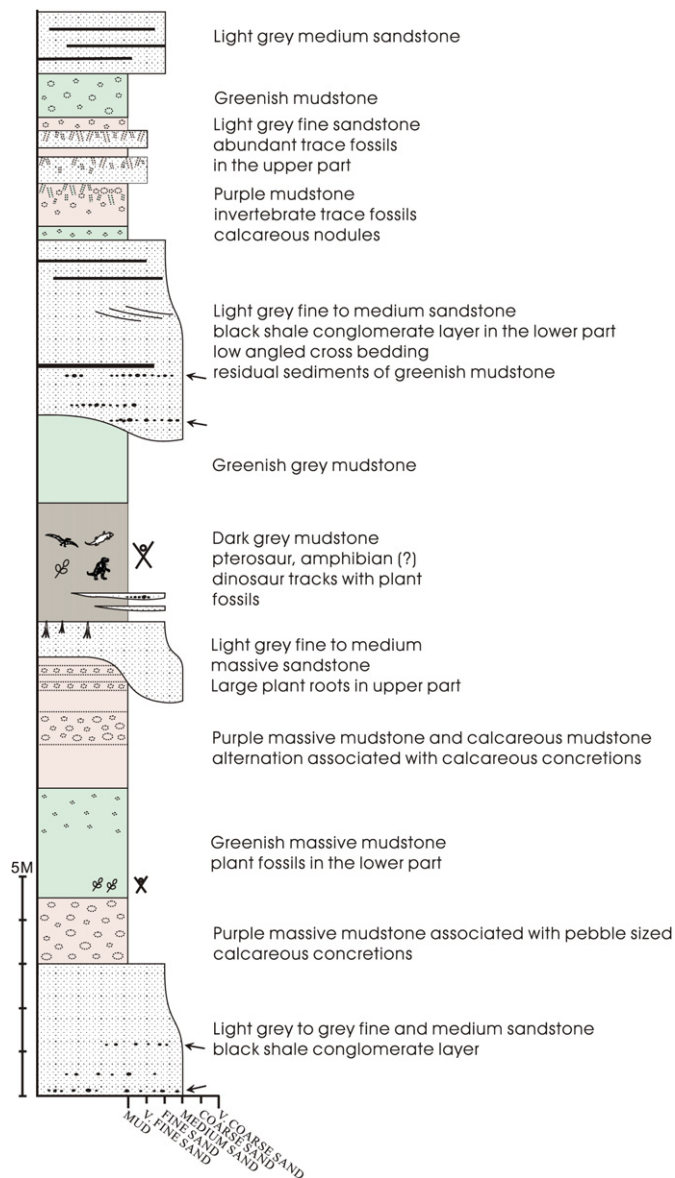 Light grey medium sandstone
Greenish mudstone
Light grey fine sandstone
abundant trace fossils
in the upper part
Purple mudstone
invertebrate trace fossils
calcareous nodules
Light grey fine to medium sandstone
black shale conglomerate layer in the lower part
low angled cross bedding
residual sediments of greenish mudstone
Greenish grey mudstone
Dark grey mudstone
pterosaur, amphibian (?)
dinosaur tracks with plant
fossils
Light grey fine to medium
massive sandstone
Large plant roots in upper part
Purple massive mudstone and calcareous mudstone
alternation associated with calcareous concretions
Greenish massive mudstone
plant fossils in the lower part
5M
Purple massive mudstone associated with pebble sized
calcareous concretions
Light grey to grey fine and medium sandstone
black shale conglomerate layer
MUD
V. FINE SAND
FINE SAND
MEDIUM SAND
COARSE SAND
V. COARSE SAND